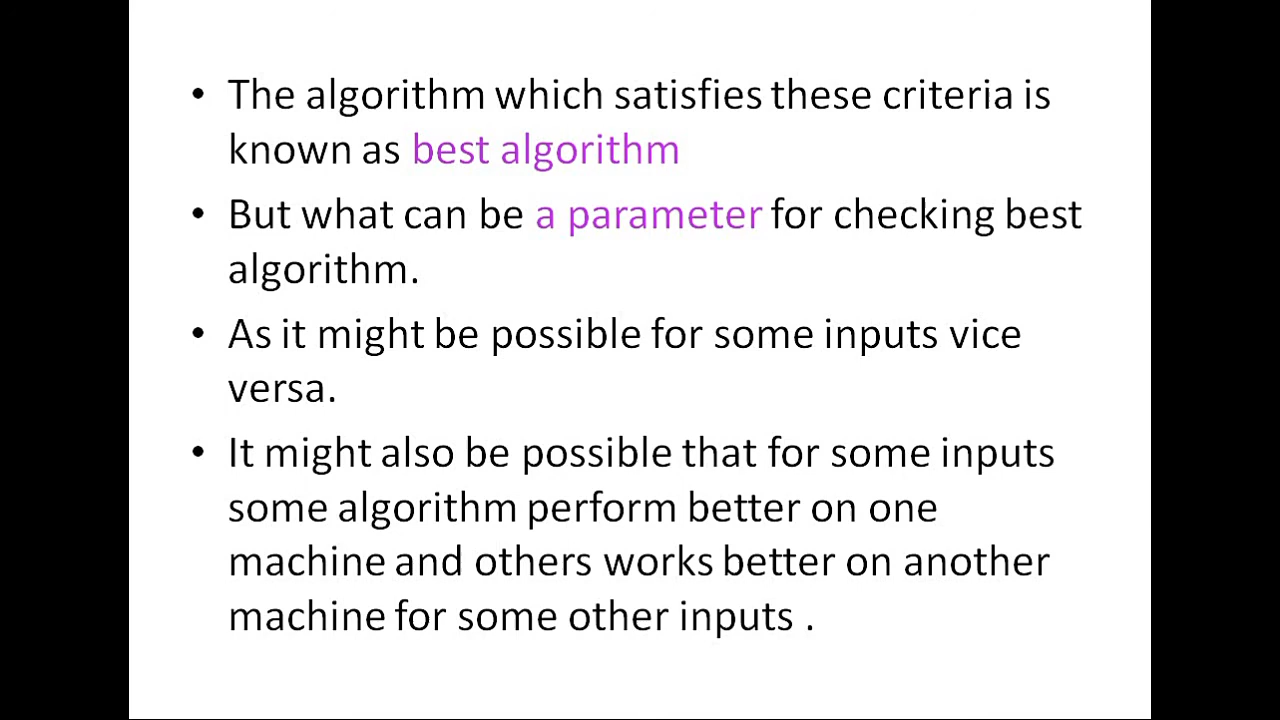 • The algorithm which satisfies these criteria is
known as best algorithm
• But what can be a parameter for checking best
algorithm.
• As it might be possible for some inputs vice
versa.
• It might also be possible that for some inputs
some algorithm perform better on one
machine and others works better on another
machine for some other inputs .